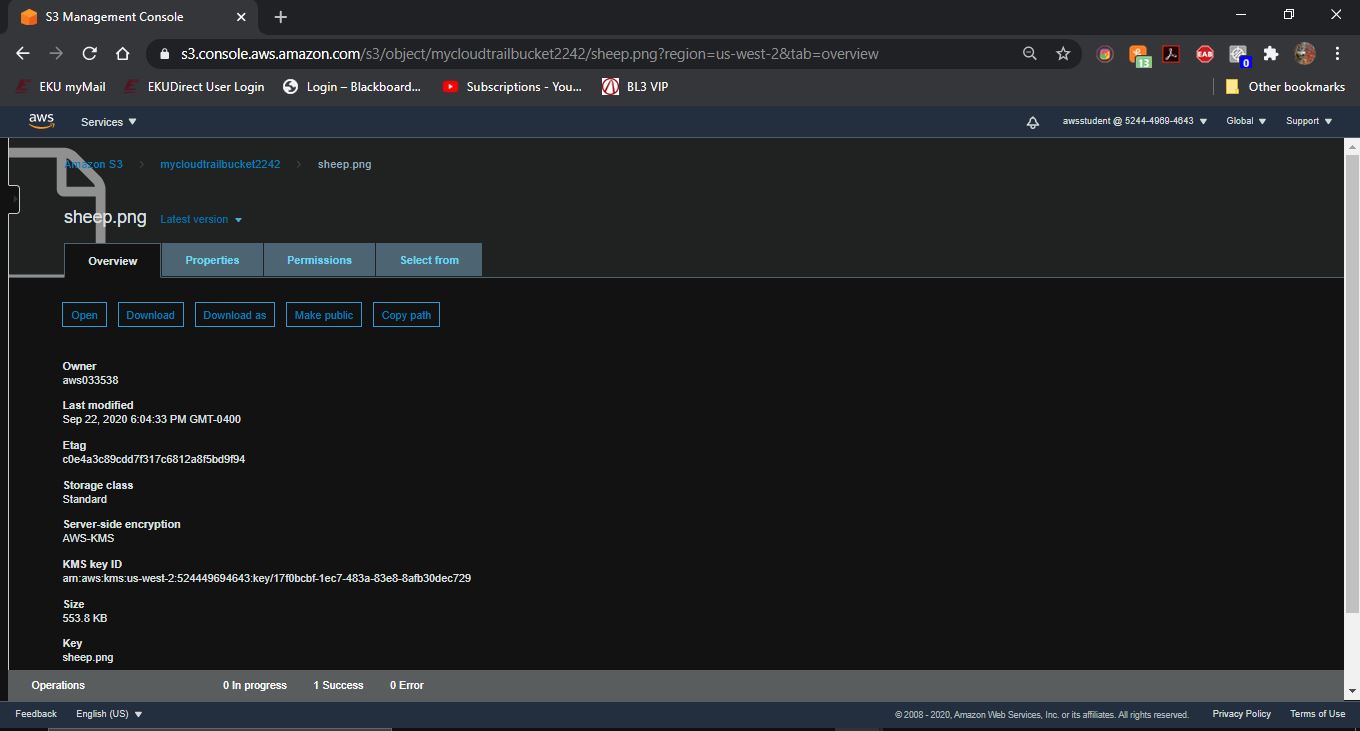 S3 Management Console
s3.console.aws.amazon.com/s3/object/mycloudtrailbucket2242/sheep.png?region=us-west-2&tab=overview
EAB
13
0
EKU myMail
EKUDirect User Login
Login – Blackboard...
Subscriptions - You...
BL3 VIP
Other bookmarks
aws
Services
awsstudent @ 5244-4969-4643
Global
Support
Amazon S3
mycloudtrailbucket2242
sheep.png
sheep.png
Latest version
Overview
Properties
Permissions
Select from
Open
Download
Download as
Make public
Copy path
Owner
aws033538
Last modified
Sep 22, 2020 6:04:33 PM GMT-0400
Etag
c0e4a3c89cdd7f317c6812a8f5bd9f94
Storage class
Standard
Server-side encryption
AWS-KMS
KMS key ID
arn:aws:kms:us-west-2:524449694643:key/17f0bcbf-1ec7-483a-83e8-8afb30dec729
Size
553.8 KB
Key
sheep.png
Operations
0 In progress
1 Success
0 Error
Feedback
English (US)
© 2008 - 2020, Amazon Web Services, Inc. or its affiliates. All rights reserved.
Privacy Policy
Terms of Use